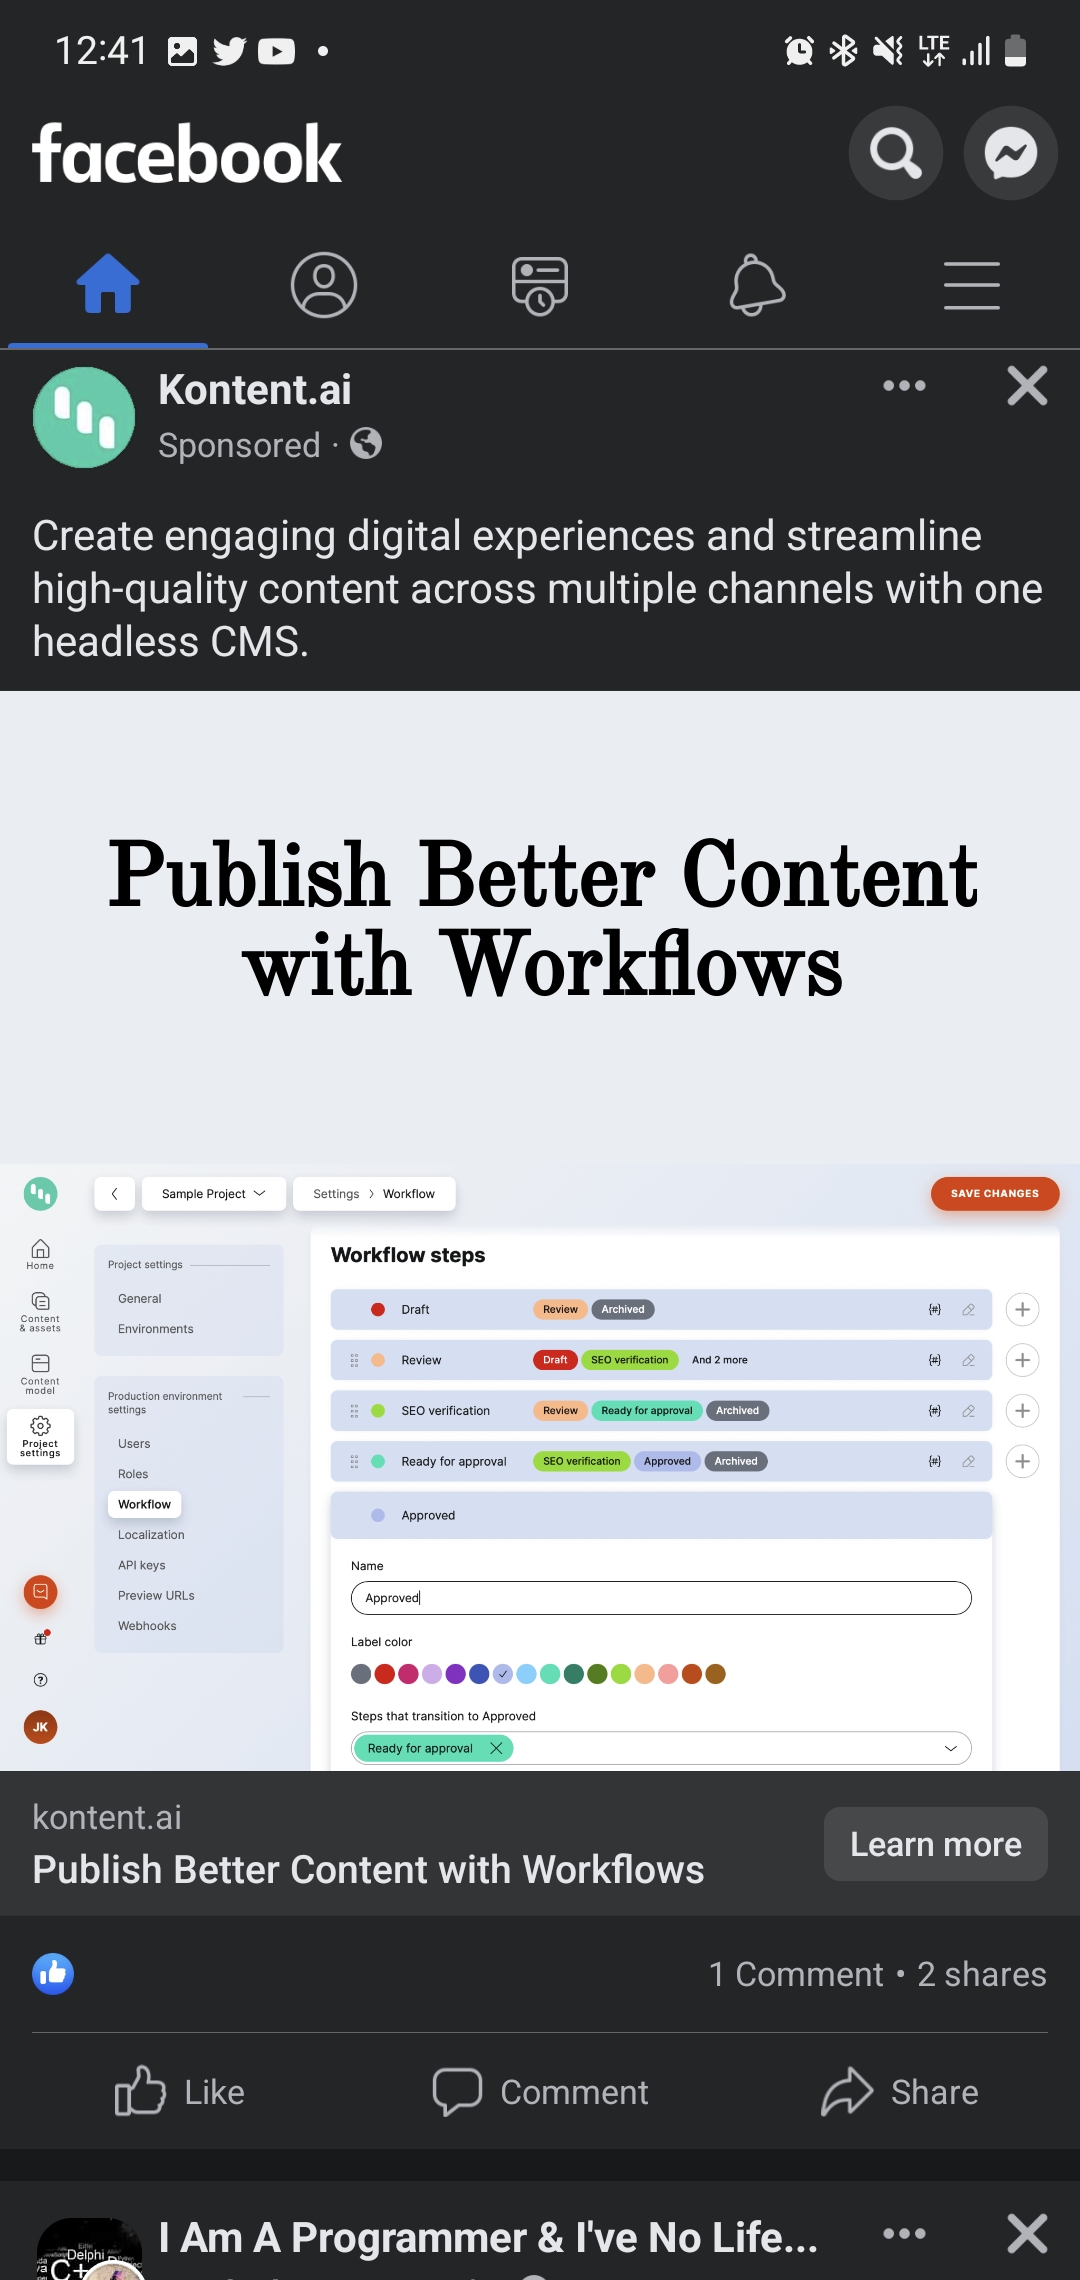 12:41
LTE
facebook
Kontent.ai
Sponsored ·
Create engaging digital experiences and streamline
high-quality content across multiple channels with one
headless CMS.
Publish Better Content
with Workflows
Sample Project
Settings > Workflow
SAVE CHANGES
Home
Content
& assets
Content
model
Project
settings
JK
Project settings
General
Environments
Production environment
settings
Users
Roles
Workflow
Localization
API keys
Preview URLs
Webhooks
Workflow steps
Draft Review Archived {#}
Review Draft SEO verification And 2 more {#}
SEO verification Review Ready for approval Archived {#}
Ready for approval SEO verification Approved Archived {#}
Approved
Name
Approved
Label color
Steps that transition to Approved
Ready for approval
kontent.ai
Publish Better Content with Workflows
Learn more
1 Comment • 2 shares
Like Comment Share
I Am A Programmer & I've No Life...
Delphi
C+